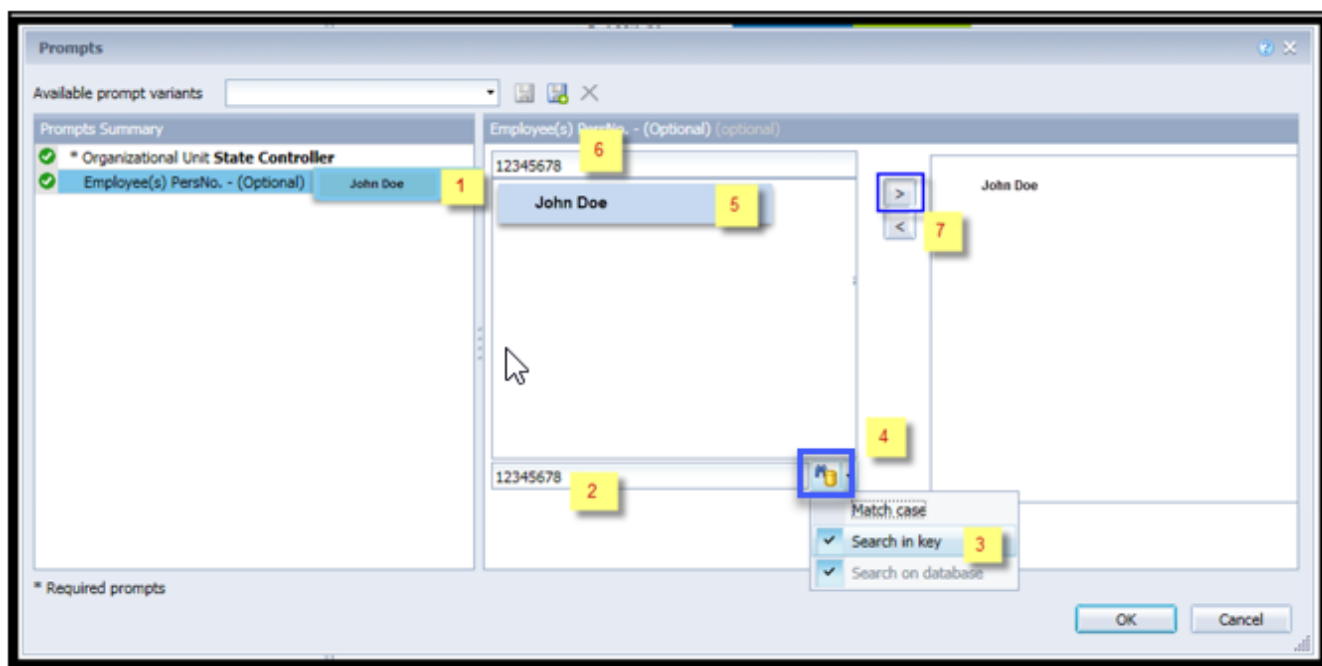 Prompts
Available prompt variants
Prompts Summary
* Organizational Unit State Controller
Employee(s) PersNo. - (Optional) John Doe 1
Employee(s) PersNo. - (Optional) (optional)
6
12345678
John Doe 5
>
<
7
John Doe
4
12345678
2
Match case
Search in key 3
Search on database
* Required prompts
OK Cancel